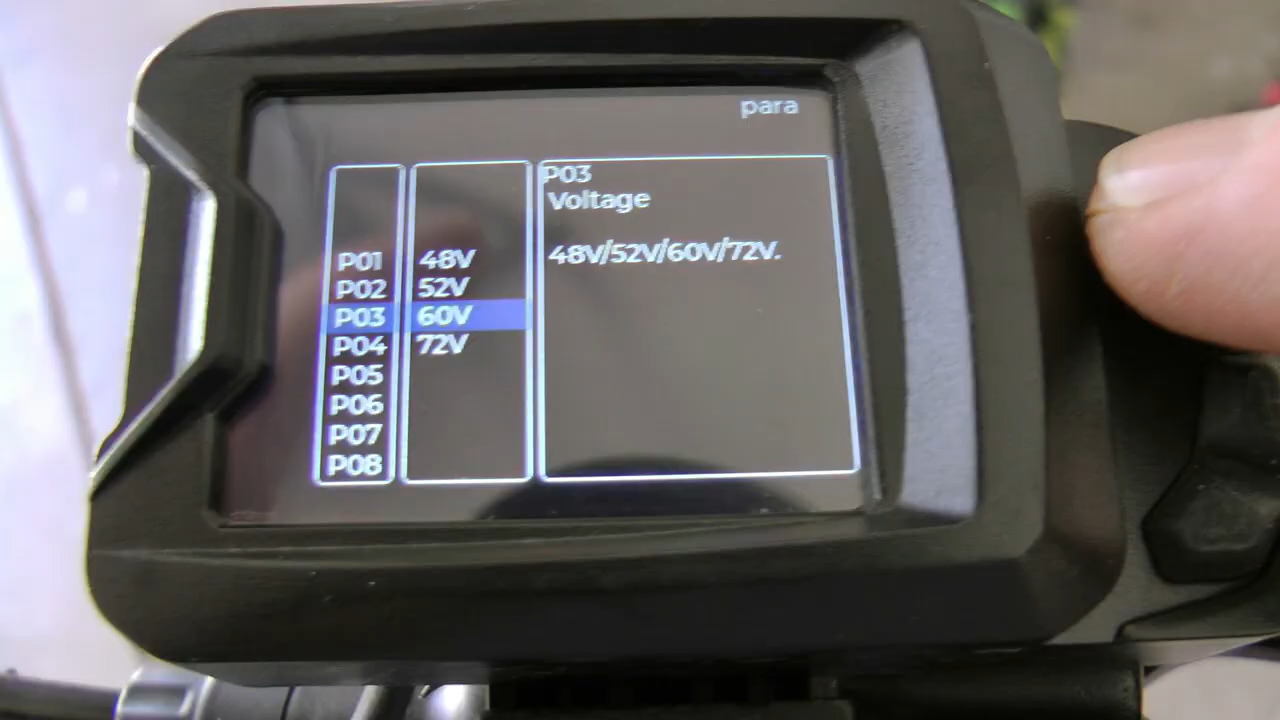 para
P01
P02
P03
P04
P05
P06
P07
P08
48V
52V
60V
72V
P03
Voltage
48V/52V/60V/72V.